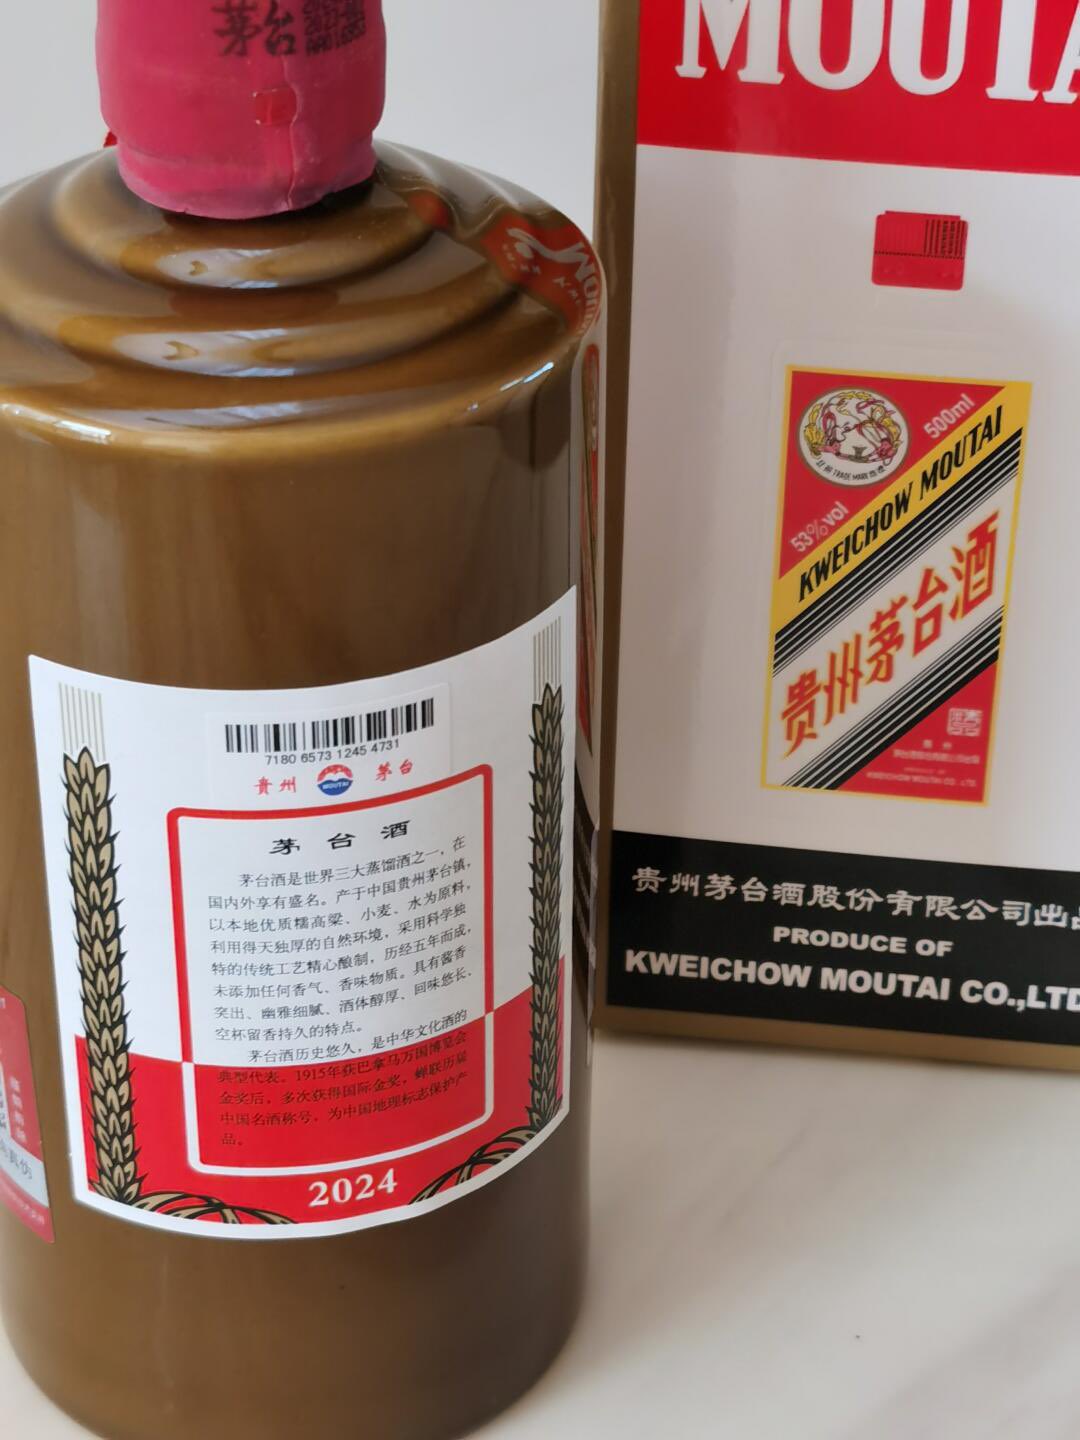 茅台
MOUTA
500ml
53%vol
KWEICHOW MOUTAI
贵州茅台酒
贵州茅台酒股份有限公司出品
PRODUCE OF
KWEICHOW MOUTAI CO.,LTD
7180 6573 1245 4731
贵州 MOUTAI 茅台
茅台酒
茅台酒是世界三大蒸馏酒之一，在
国内外享有盛名。产于中国贵州茅台镇，
以本地优质糯高粱、小麦、水为原料，
利用得天独厚的自然环境，采用科学独
特的传统工艺精心酿制，历经五年而成，
未添加任何香气、香味物质。具有酱香
突出、幽雅细腻、酒体醇厚、回味悠长、
空杯留香持久的特点。
茅台酒历史悠久，是中华文化酒的
典型代表。1915年获巴拿马万国博览会
金奖后，多次获得国际金奖，蝉联历届
中国名酒称号，为中国地理标志保护产
品。
2024